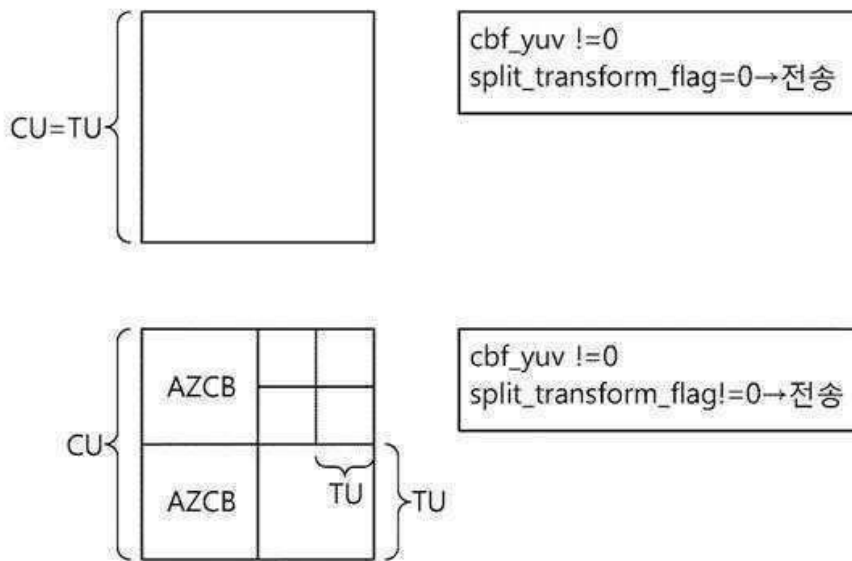 CU=TU
cbf_yuv !=0
split_transform_flag=0→전송
AZCB
CU
AZCB
TU
TU
cbf_yuv !=0
split_transform_flag!=0→전송